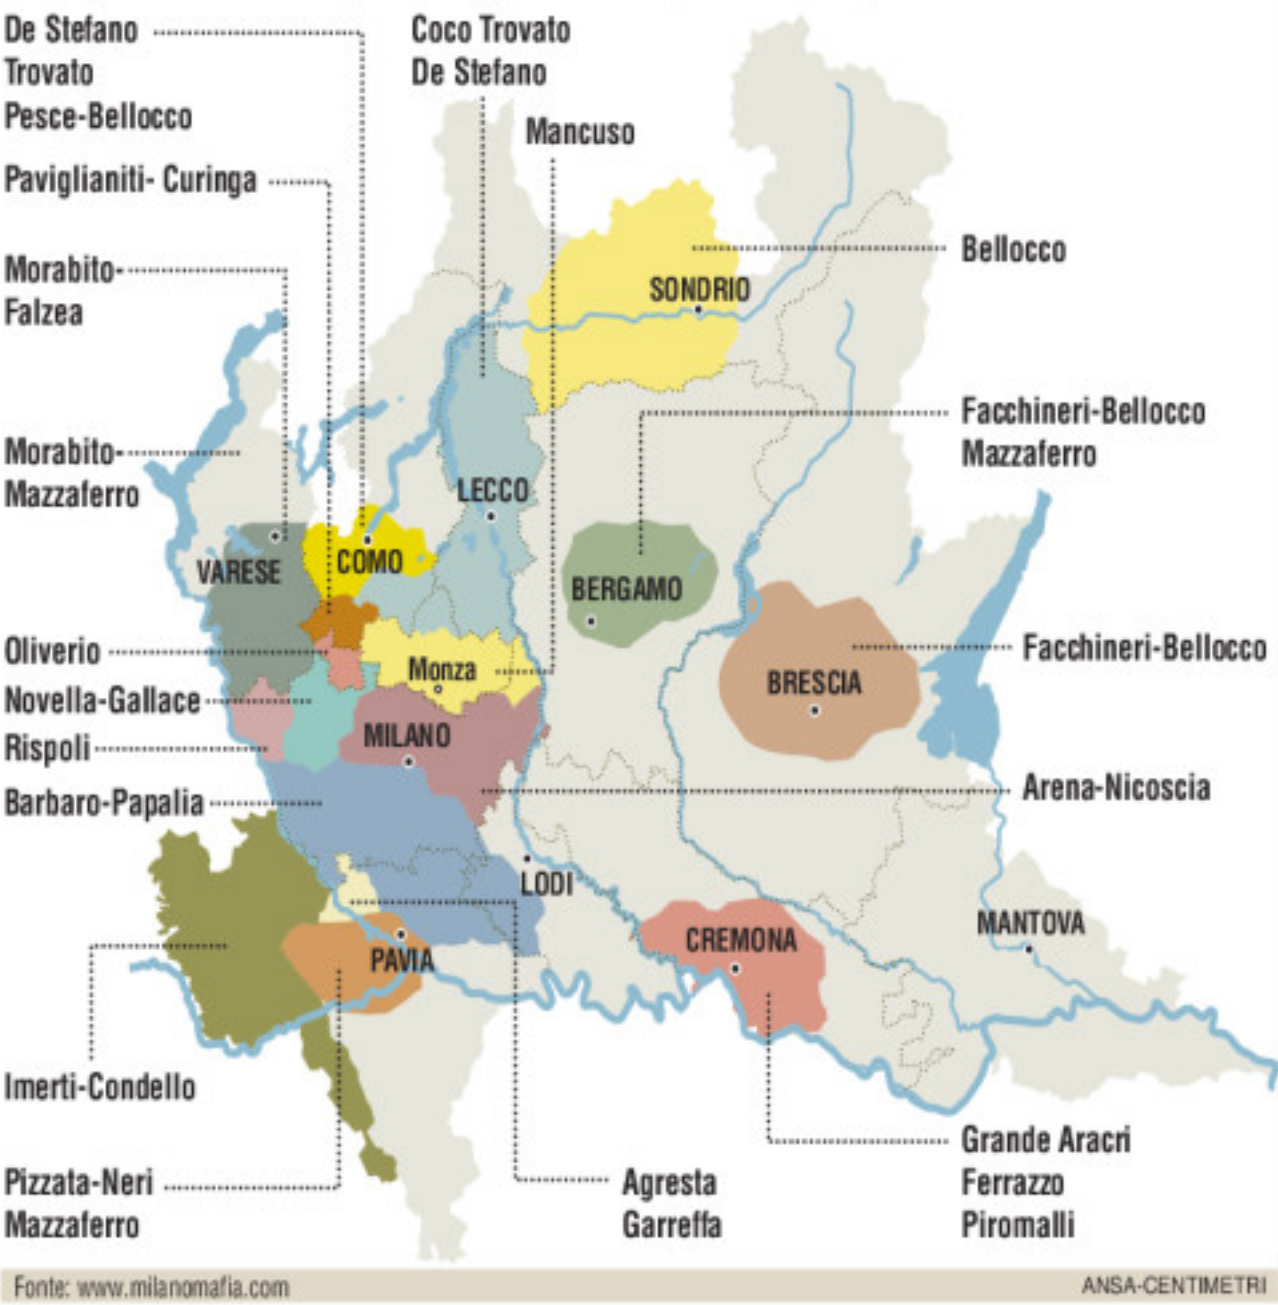 De Stefano
Trovato
Pesce-Bellocco
Coco Trovato
De Stefano
Mancuso
Paviglianiti- Curinga
Bellocco
Morabito-
Falzea
SONDRIO
Facchineri-Bellocco
Mazzaferro
Morabito-
Mazzaferro
LECCO
VARESE
COMO
BERGAMO
Oliverio
Monza
Facchineri-Bellocco
BRESCIA
Novella-Gallace
Rispoli
MILANO
Barbaro-Papalia
Arena-Nicoscia
LODI
MANTOVA
CREMONA
PAVIA
Imerti-Condello
Pizzata-Neri
Mazzaferro
Agresta
Garreffa
Grande Aracri
Ferrazzo
Piromalli
Fonte: www.milanomafia.com
ANSA-CENTIMETRI